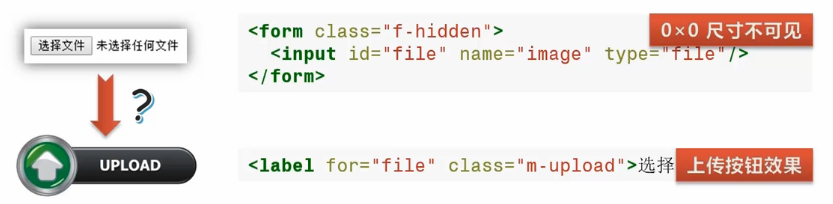 选择文件 未选择任何文件
?
UPLOAD
<form class="f-hidden">
0×0 尺寸不可见
<input id="file" name="image" type="file"/>
</form>
<label for="file" class="m-upload">选择
上传按钮效果